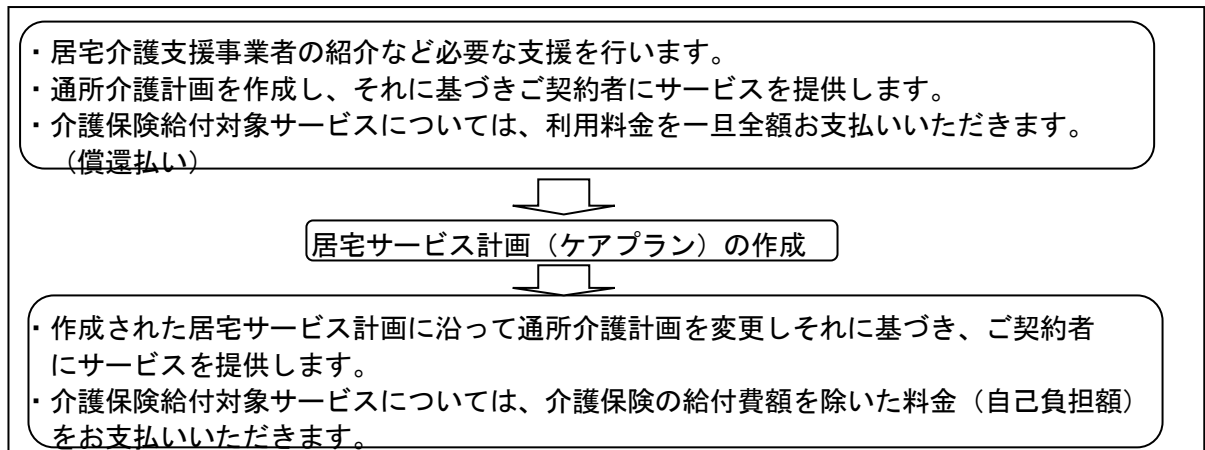 ・居宅介護支援事業者の紹介など必要な支援を行います。
・通所介護計画を作成し、それに基づきご契約者にサービスを提供します。
・介護保険給付対象サービスについては、利用料金を一旦全額お支払いいただきます。
（償還払い）
居宅サービス計画（ケアプラン）の作成
・作成された居宅サービス計画に沿って通所介護計画を変更しそれに基づき、ご契約者
にサービスを提供します。
・介護保険給付対象サービスについては、介護保険の給付費額を除いた料金（自己負担額）
をお支払いいただきます。